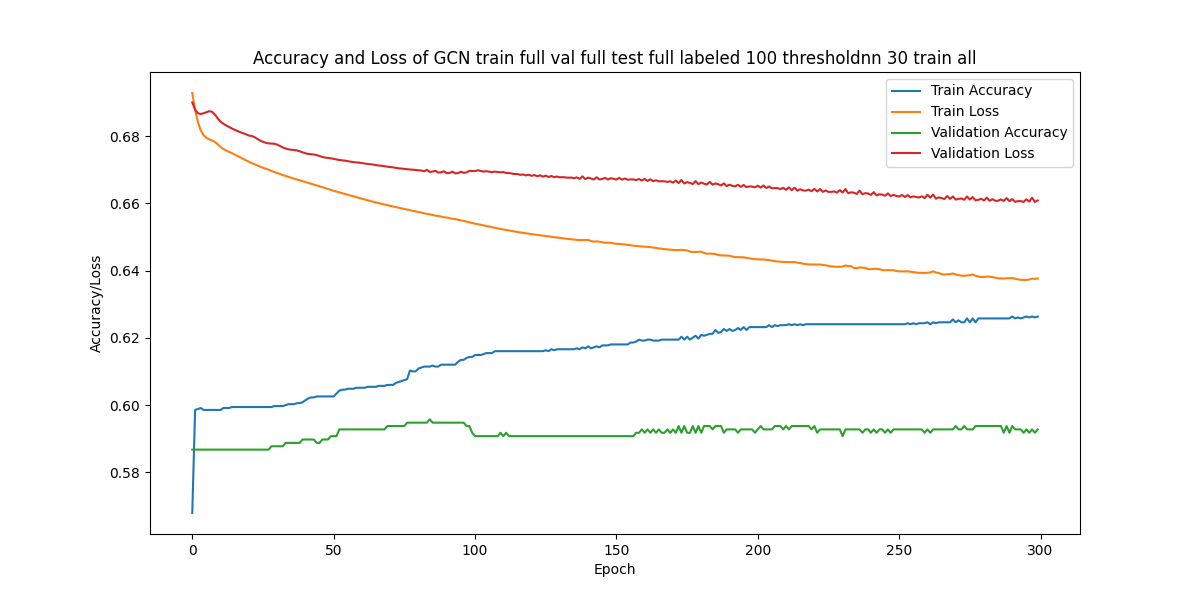 Accuracy and Loss of GCN train full val full test full labeled 100 thresholdnn 30 train all
Train Accuracy
Train Loss
Validation Accuracy
Validation Loss
0.68
0.66
0.64
0.62
0.60
0.58
Accuracy/Loss
0 50 100 150 200 250 300
Epoch